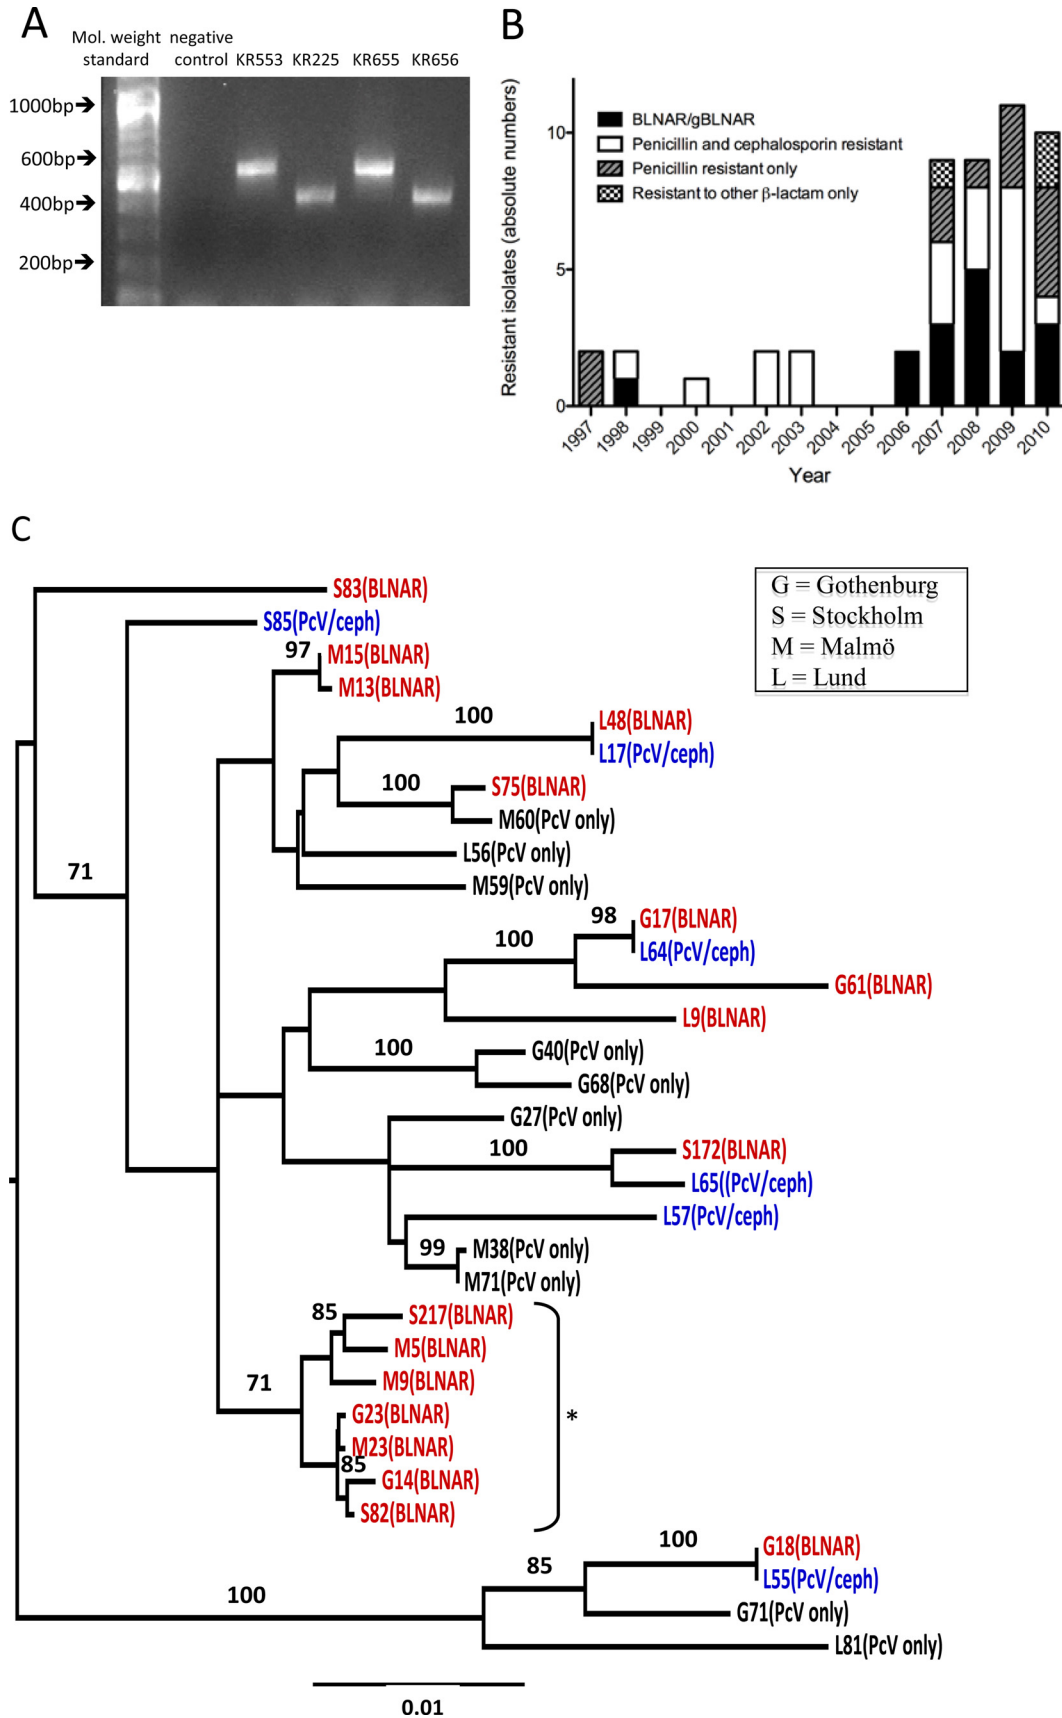 A
Mol. weight negative
standard control KR553 KR225 KR655 KR656
1000bp
600bp
400bp
200bp
B
Resistant isolates (absolute numbers)
10
5
0
BLNAR/gBLNAR
Penicillin and cephalosporin resistant
Penicillin resistant only
Resistant to other β-lactam only
1997 1998 1999 2000 2001 2002 2003 2004 2005 2006 2007 2008 2009 2010
Year
C
G = Gothenburg
S = Stockholm
M = Malmö
L = Lund
S83(BLNAR)
S85(PcV/ceph)
97
M15(BLNAR)
M13(BLNAR)
100
L48(BLNAR)
L17(PcV/ceph)
100
S75(BLNAR)
M60(PcV only)
L56(PcV only)
71
M59(PcV only)
98
G17(BLNAR)
100
L64(PcV/ceph)
G61(BLNAR)
L9(BLNAR)
100
G40(PcV only)
G68(PcV only)
G27(PcV only)
100
S172(BLNAR)
L65((PcV/ceph)
L57(PcV/ceph)
99
M38(PcV only)
M71(PcV only)
85
S217(BLNAR)
M5(BLNAR)
71
M9(BLNAR)
G23(BLNAR)
*
M23(BLNAR)
85
G14(BLNAR)
S82(BLNAR)
100
G18(BLNAR)
85
L55(PcV/ceph)
100
G71(PcV only)
L81(PcV only)
0.01